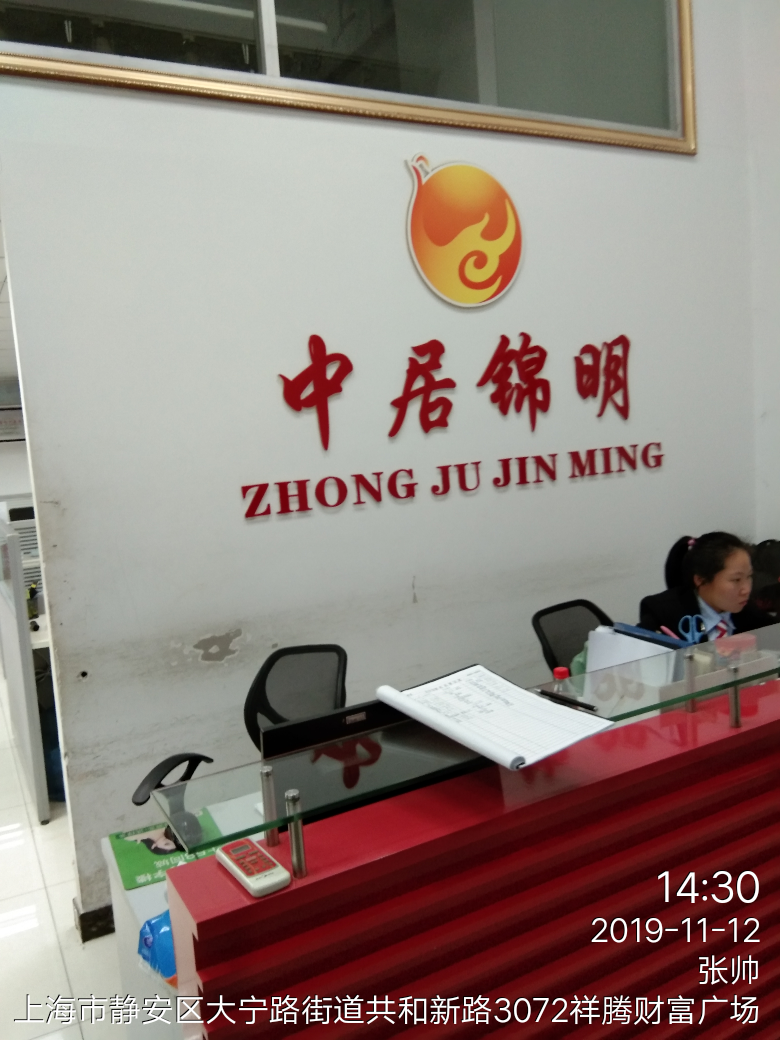 中居锦明
ZHONG JU JIN MING
14:30
2019-11-12
张帅
上海市静安区大宁路街道共和新路3072祥腾财富广场